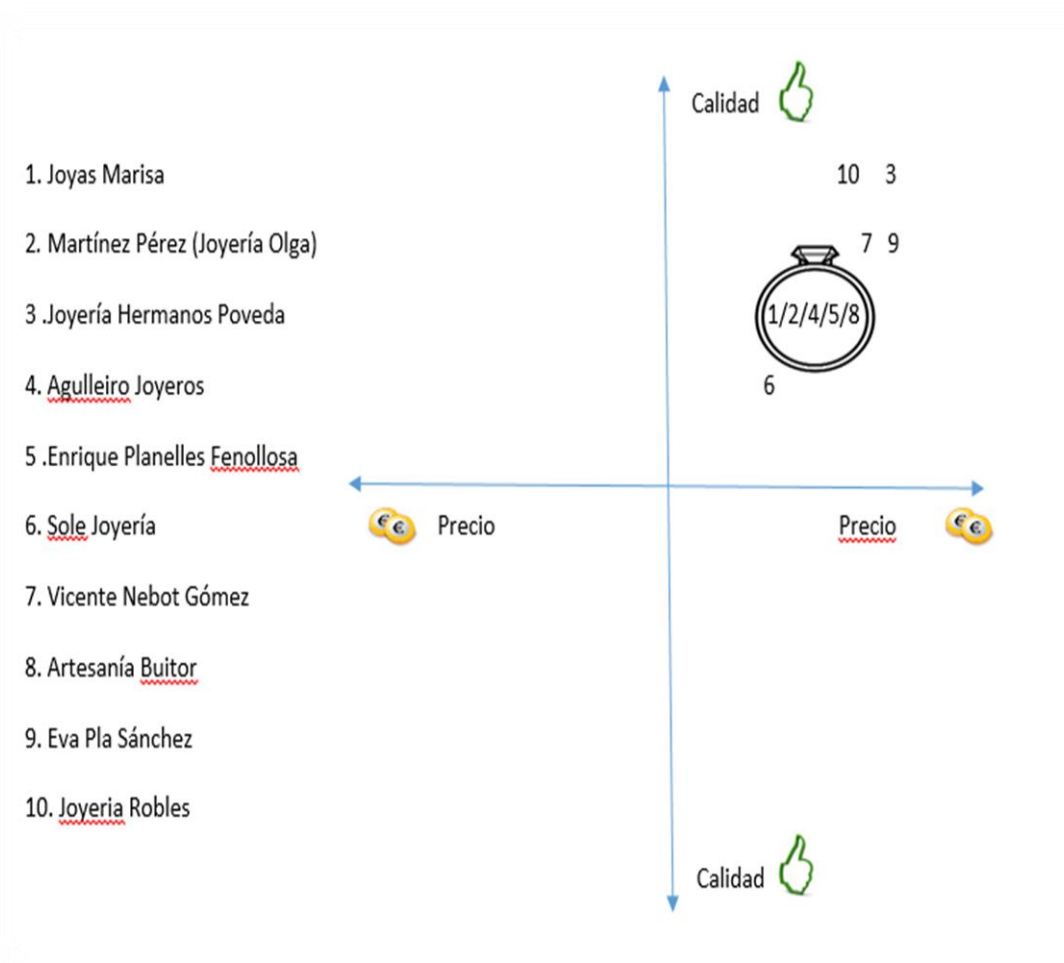 Calidad
1. Joyas Marisa
10 3
2. Martínez Pérez (Joyería Olga)
7 9
3 .Joyería Hermanos Poveda
1/2/4/5/8
4. Agulleiro Joyeros
6
5 .Enrique Planelles Fenollosa
6. Sole Joyería
€ € Precio
Precio € €
7. Vicente Nebot Gómez
8. Artesanía Buitor
9. Eva Pla Sánchez
10. Joyeria Robles
Calidad